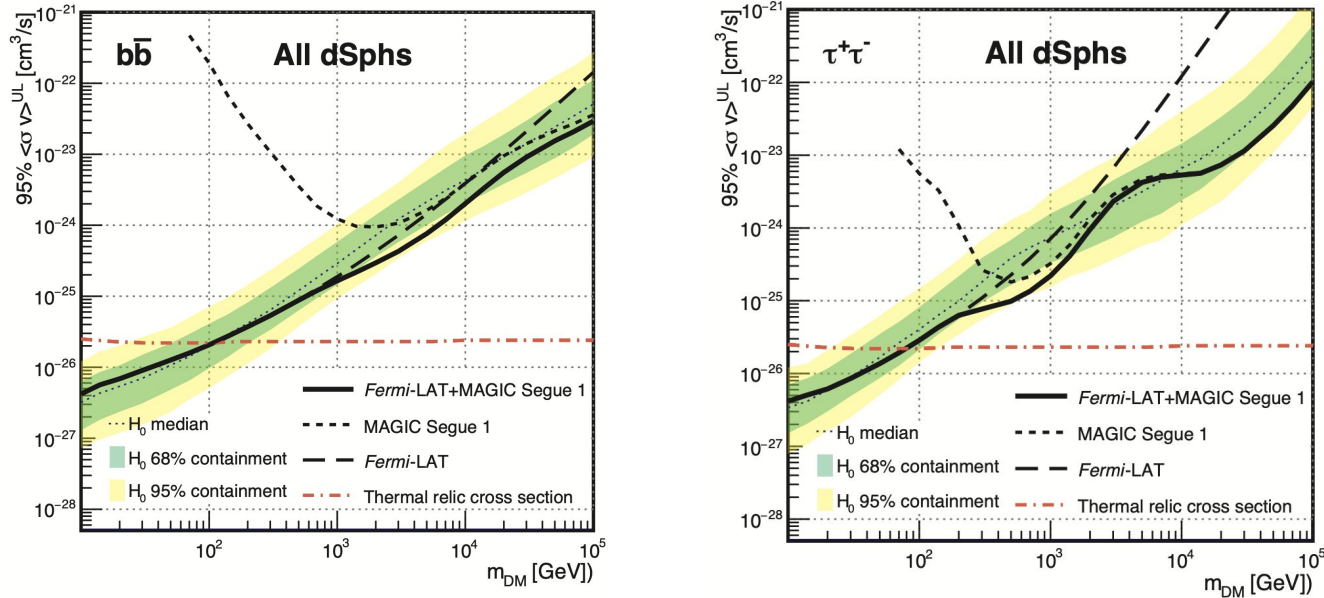 bb̄ All dSphs
95% <σ v>^UL [cm³/s]
10⁻²¹
10⁻²²
10⁻²³
10⁻²⁴
10⁻²⁵
10⁻²⁶
10⁻²⁷
10⁻²⁸
Fermi-LAT+MAGIC Segue 1
H₀ median
MAGIC Segue 1
H₀ 68% containment
Fermi-LAT
H₀ 95% containment
Thermal relic cross section
10² 10³ 10⁴ 10⁵
m_DM [GeV])
τ⁺τ⁻ All dSphs
95% <σ v>^UL [cm³/s]
10⁻²¹
10⁻²²
10⁻²³
10⁻²⁴
10⁻²⁵
10⁻²⁶
10⁻²⁷
10⁻²⁸
Fermi-LAT+MAGIC Segue 1
H₀ median
MAGIC Segue 1
H₀ 68% containment
Fermi-LAT
H₀ 95% containment
Thermal relic cross section
10² 10³ 10⁴ 10⁵
m_DM [GeV])